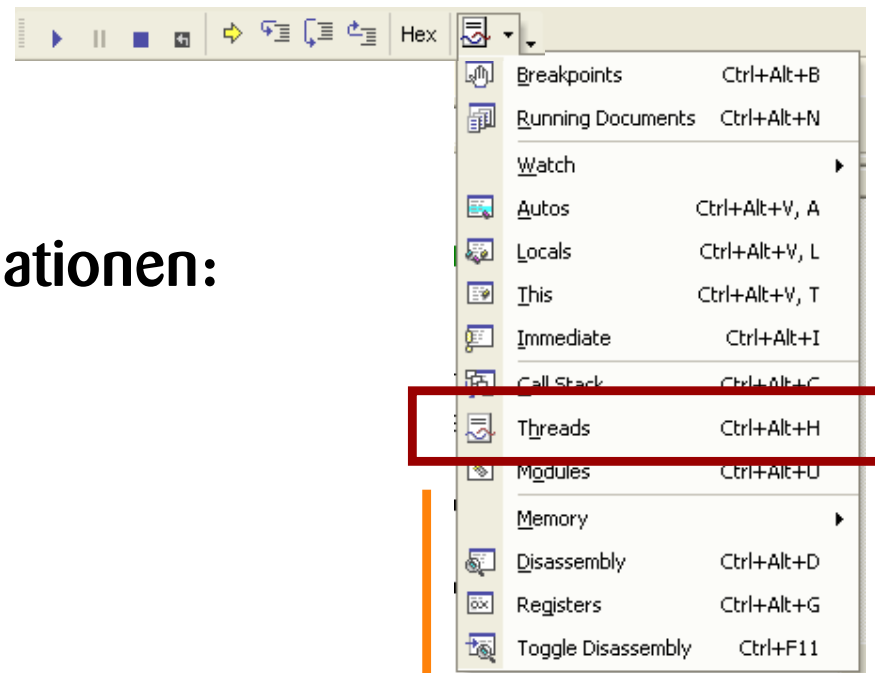 Hex
Breakpoints Ctrl+Alt+B
Running Documents Ctrl+Alt+N
Watch
Autos Ctrl+Alt+V, A
ationen:
Locals Ctrl+Alt+V, L
This Ctrl+Alt+V, T
Immediate Ctrl+Alt+I
Call Stack Ctrl+Alt+C
Threads Ctrl+Alt+H
Modules Ctrl+Alt+U
Memory
Disassembly Ctrl+Alt+D
Registers Ctrl+Alt+G
Toggle Disassembly Ctrl+F11